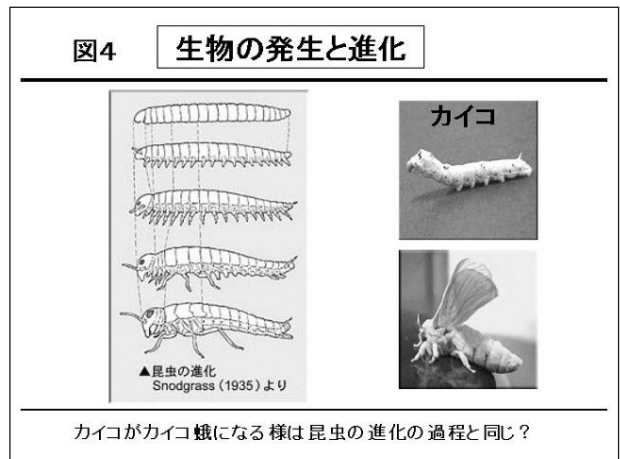 図4
生物の発生と進化
カイコ
▲昆虫の進化
Snodgrass (1935) より
カイコがカイコ蛾になる様は昆虫の進化の過程と同じ？